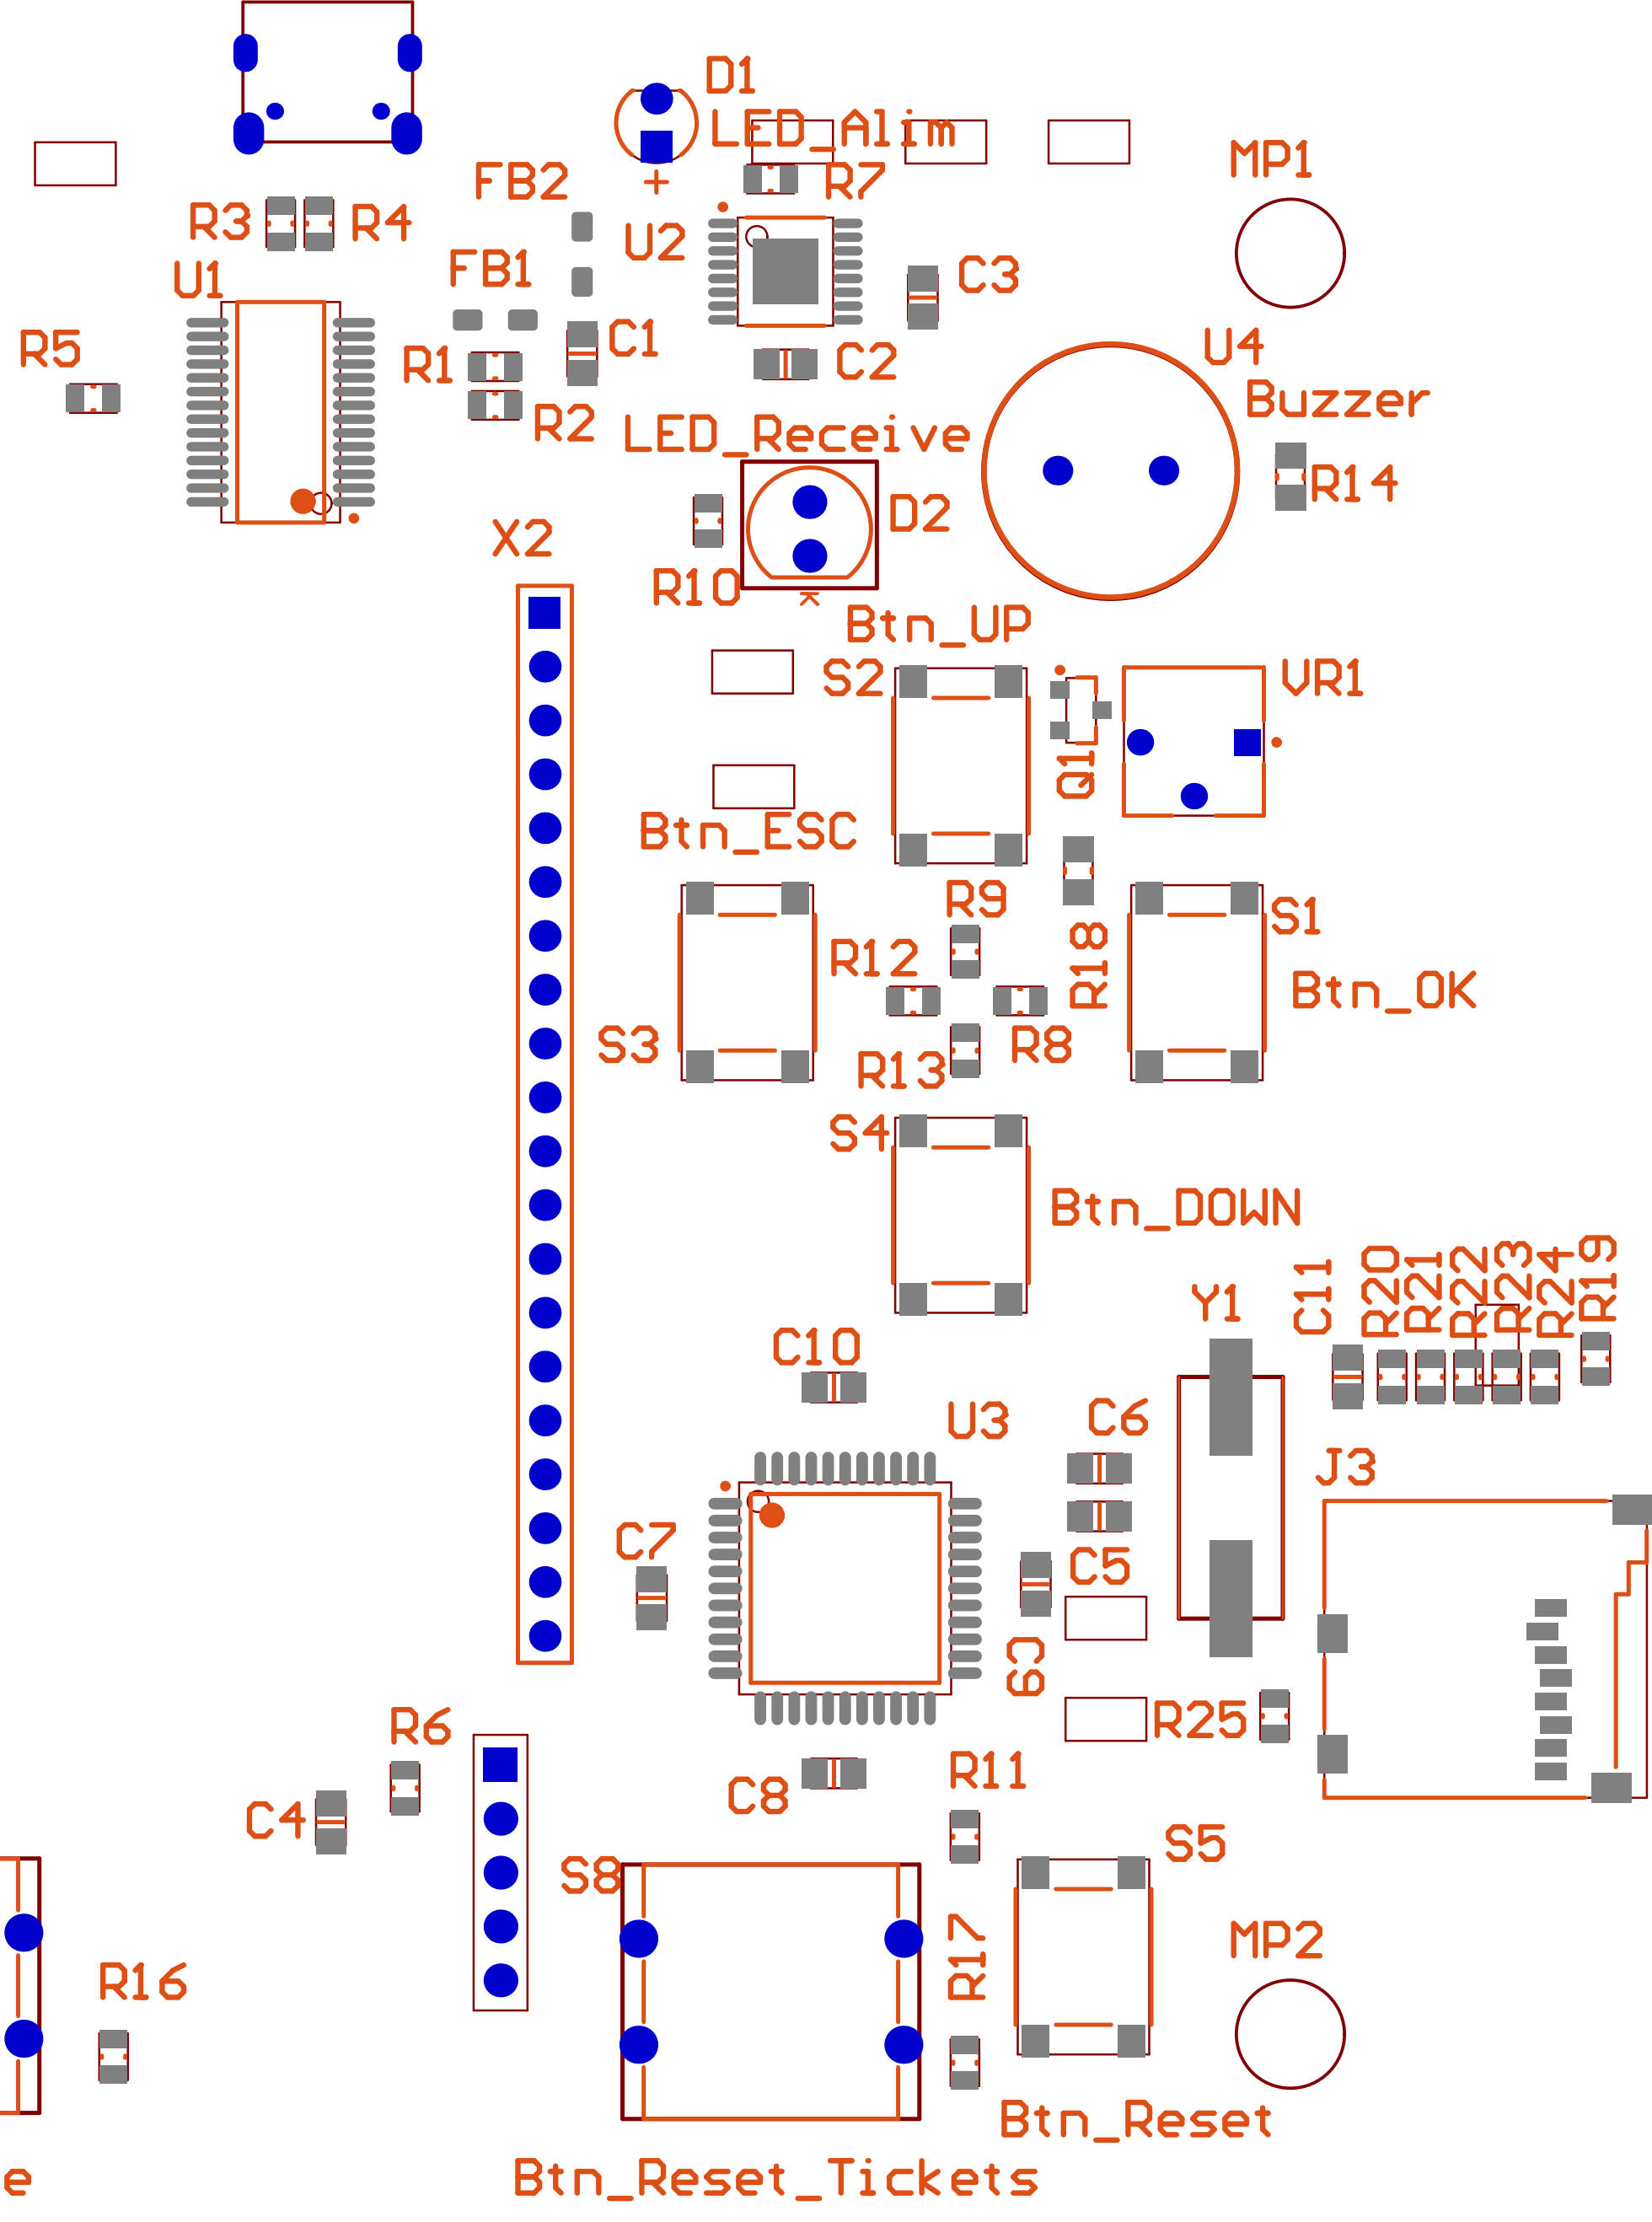 D1
LED_Alim
MP1
FB2
R7
R3
R4
U2
FB1
C3
U1
R5
R1
C1
C2
U4
Buzzer
R2
LED_Receive
R14
D2
X2
R10
Btn_UP
S2
VR1
Q1
Btn_ESC
R9
S1
R12
R18
Btn_OK
S3
R8
R13
S4
Btn_DOWN
C11
R20
R21
R22
R23
R24
R19
Y1
C10
U3
C6
J3
C7
C5
C9
R6
R25
R11
C8
C4
S5
S8
R17
MP2
R16
Btn_Reset
e
Btn_Reset_Tickets